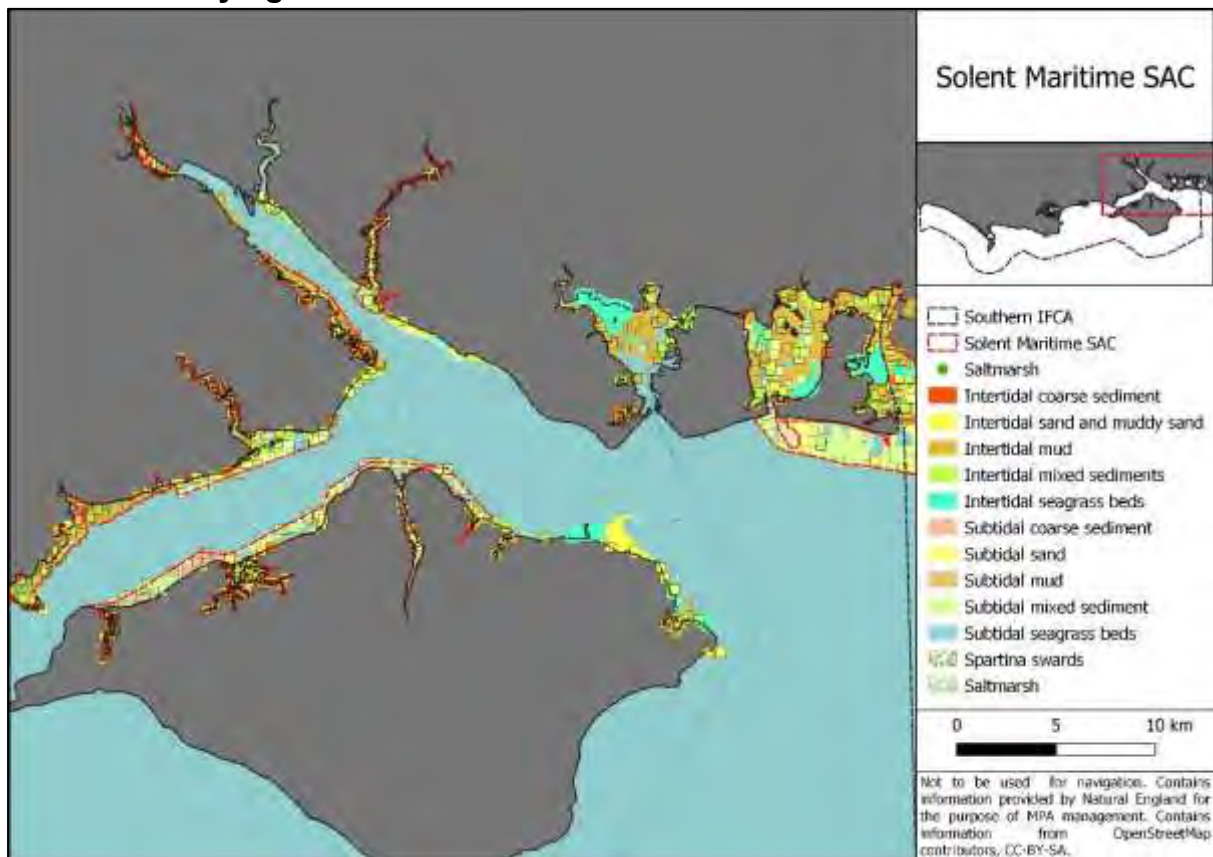 Solent Maritime SAC
Southern IFCA
Solent Maritime SAC
Saltmarsh
Intertidal coarse sediment
Intertidal sand and muddy sand
Intertidal mud
Intertidal mixed sediments
Intertidal seagrass beds
Subtidal coarse sediment
Subtidal sand
Subtidal mud
Subtidal mixed sediment
Subtidal seagrass beds
Spartina swards
Saltmarsh
0 5 10 km
Not to be used for navigation. Contains
information provided by Natural England for
the purpose of MPA management. Contains
information from OpenStreetMap
contributors, CC-BY-SA.